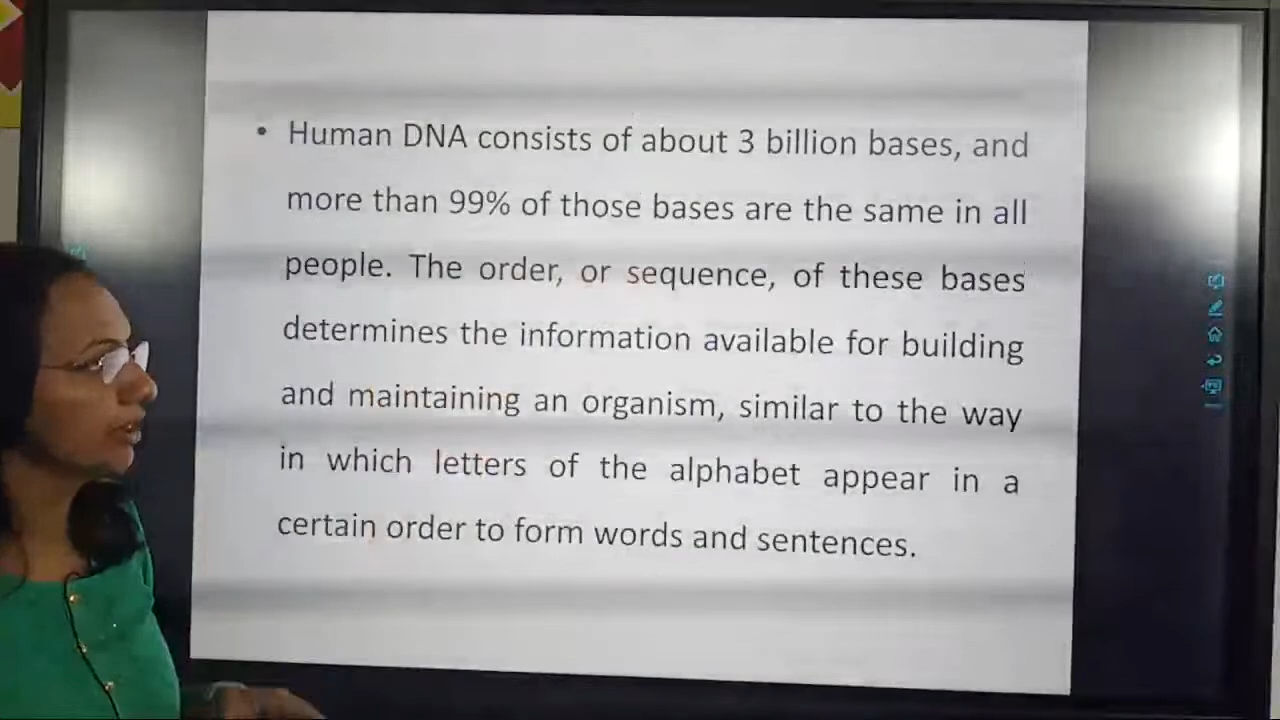 • Human DNA consists of about 3 billion bases, and
more than 99% of those bases are the same in all
people. The order, or sequence, of these bases
determines the information available for building
and maintaining an organism, similar to the way
in which letters of the alphabet appear in a
certain order to form words and sentences.